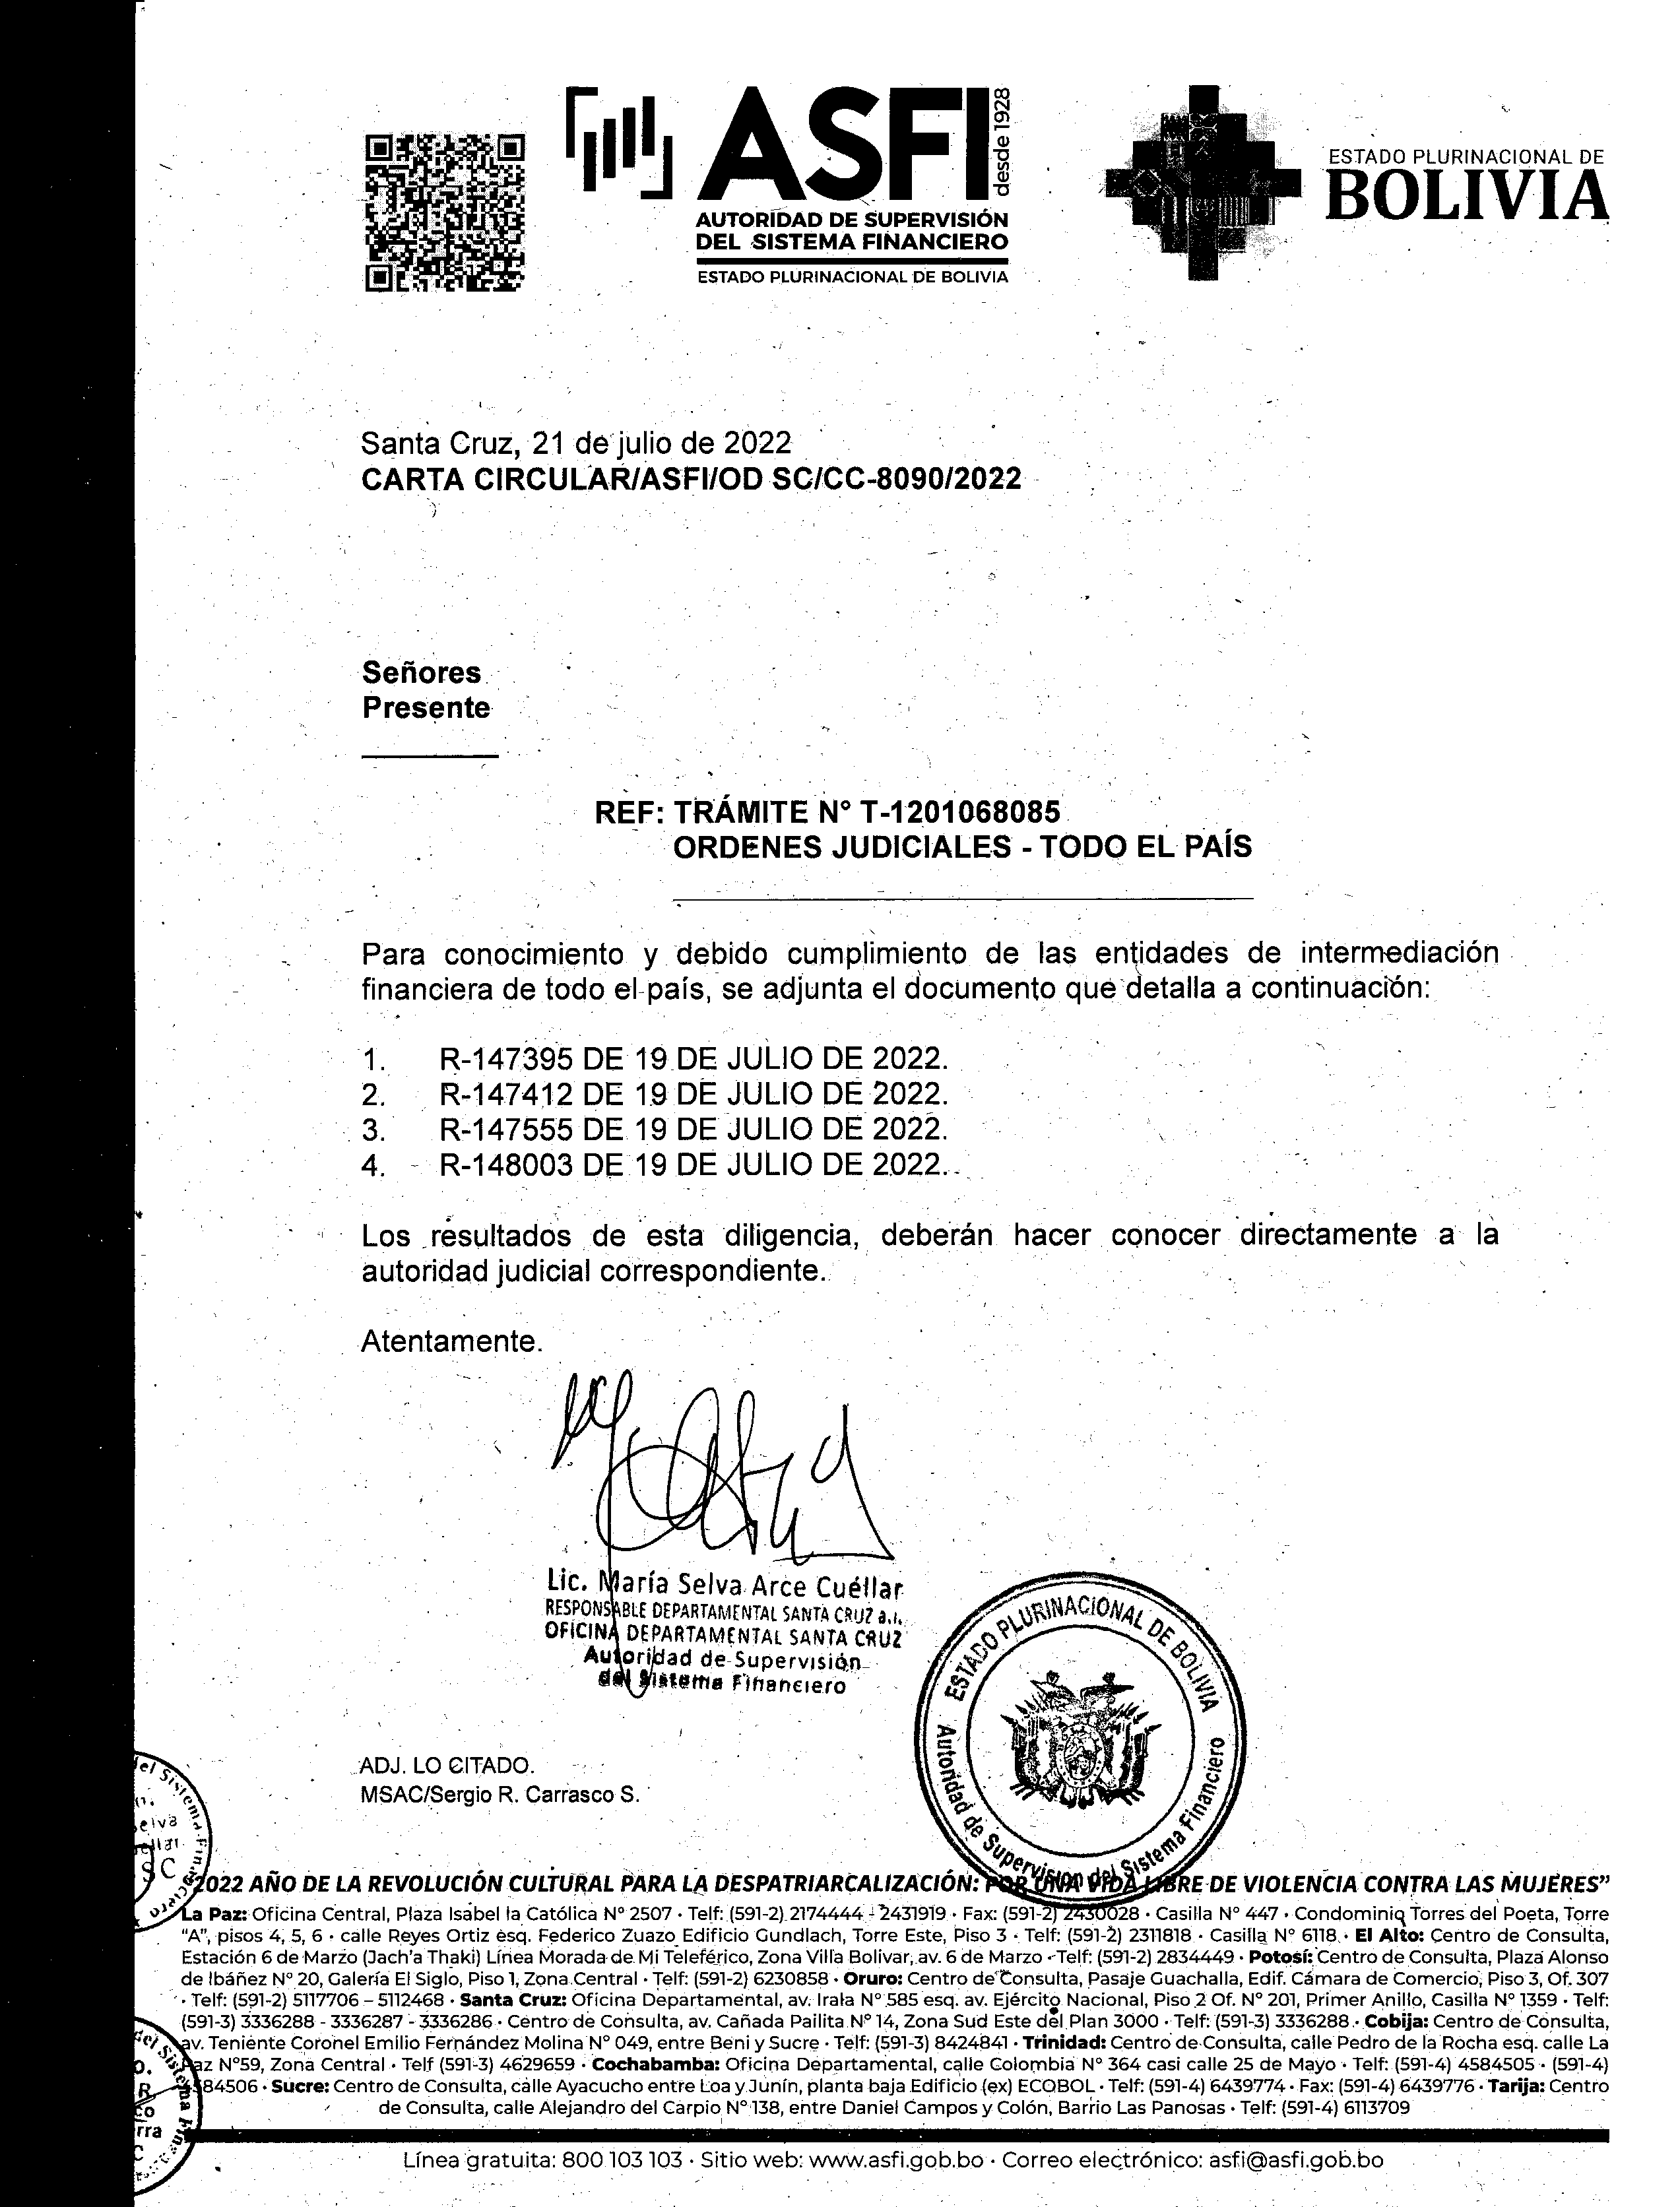 ASFI
desde 1928
AUTORIDAD DE SUPERVISIÓN
DEL SISTEMA FINANCIERO
ESTADO PLURINACIONAL DE BOLIVIA
ESTADO PLURINACIONAL DE
BOLIVIA
Santa Cruz, 21 de julio de 2022
CARTA CIRCULAR/ASFI/OD SC/CC-8090/2022
Señores
Presente
REF: TRÁMITE N° T-1201068085
ORDENES JUDICIALES - TODO EL PAÍS
Para conocimiento y debido cumplimiento de las entidades de intermediación
financiera de todo el país, se adjunta el documento que detalla a continuación:
1. R-147395 DE 19 DE JULIO DE 2022.
2. R-147412 DE 19 DE JULIO DE 2022.
3. R-147555 DE 19 DE JULIO DE 2022.
4. R-148003 DE 19 DE JULIO DE 2022.
Los resultados de esta diligencia, deberán hacer conocer directamente a la
autoridad judicial correspondiente.
Atentamente.
Lic. María Selva Arce Cuéllar
RESPONSABLE DEPARTAMENTAL SANTA CRUZ a.i.
OFICINA DEPARTAMENTAL SANTA CRUZ
Autoridad de Supervisión
del Sistema Financiero
ESTADO PLURINACIONAL DE BOLIVIA
Autoridad de Supervisión del Sistema Financiero
ADJ. LO CITADO.
MSAC/Sergio R. Carrasco S.
"2022 AÑO DE LA REVOLUCIÓN CULTURAL PARA LA DESPATRIARCALIZACIÓN: POR UNA VIDA LIBRE DE VIOLENCIA CONTRA LAS MUJERES"
La Paz: Oficina Central, Plaza Isabel la Católica N° 2507 · Telf: (591-2) 2174444 - 2431919 · Fax: (591-2) 2430028 · Casilla N° 447 · Condominio Torres del Poeta, Torre
"A", pisos 4, 5, 6 · calle Reyes Ortiz esq. Federico Zuazo Edificio Gundlach, Torre Este, Piso 3 · Telf: (591-2) 2311818 · Casilla N° 6118 · El Alto: Centro de Consulta,
Estación 6 de Marzo (Jach'a Thaki) Línea Morada de Mi Teleférico, Zona Villa Bolivar, av. 6 de Marzo · Telf: (591-2) 2834449 · Potosí: Centro de Consulta, Plaza Alonso
de Ibáñez N° 20, Galería El Siglo, Piso 1, Zona Central · Telf: (591-2) 6230858 · Oruro: Centro de Consulta, Pasaje Guachalla, Edif. Cámara de Comercio, Piso 3, Of. 307
· Telf: (591-2) 5117706 – 5112468 · Santa Cruz: Oficina Departamental, av. Irala N° 585 esq. av. Ejército Nacional, Piso 2 Of. N° 201, Primer Anillo, Casilla N° 1359 · Telf:
(591-3) 3336288 - 3336287 - 3336286 · Centro de Consulta, av. Cañada Pailita N° 14, Zona Sud Este del Plan 3000 · Telf: (591-3) 3336288 · Cobija: Centro de Consulta,
av. Teniente Coronel Emilio Fernández Molina N° 049, entre Beni y Sucre · Telf: (591-3) 8424841 · Trinidad: Centro de Consulta, calle Pedro de la Rocha esq. calle La
Paz N°59, Zona Central · Telf (591-3) 4629659 · Cochabamba: Oficina Departamental, calle Colombia N° 364 casi calle 25 de Mayo · Telf: (591-4) 4584505 · (591-4)
4584506 · Sucre: Centro de Consulta, calle Ayacucho entre Loa y Junín, planta baja Edificio (ex) ECOBOL · Telf: (591-4) 6439774 · Fax: (591-4) 6439776 · Tarija: Centro
de Consulta, calle Alejandro del Carpio N° 138, entre Daniel Campos y Colón, Barrio Las Panosas · Telf: (591-4) 6113709
Línea gratuita: 800 103 103 · Sitio web: www.asfi.gob.bo · Correo electrónico: asfi@asfi.gob.bo